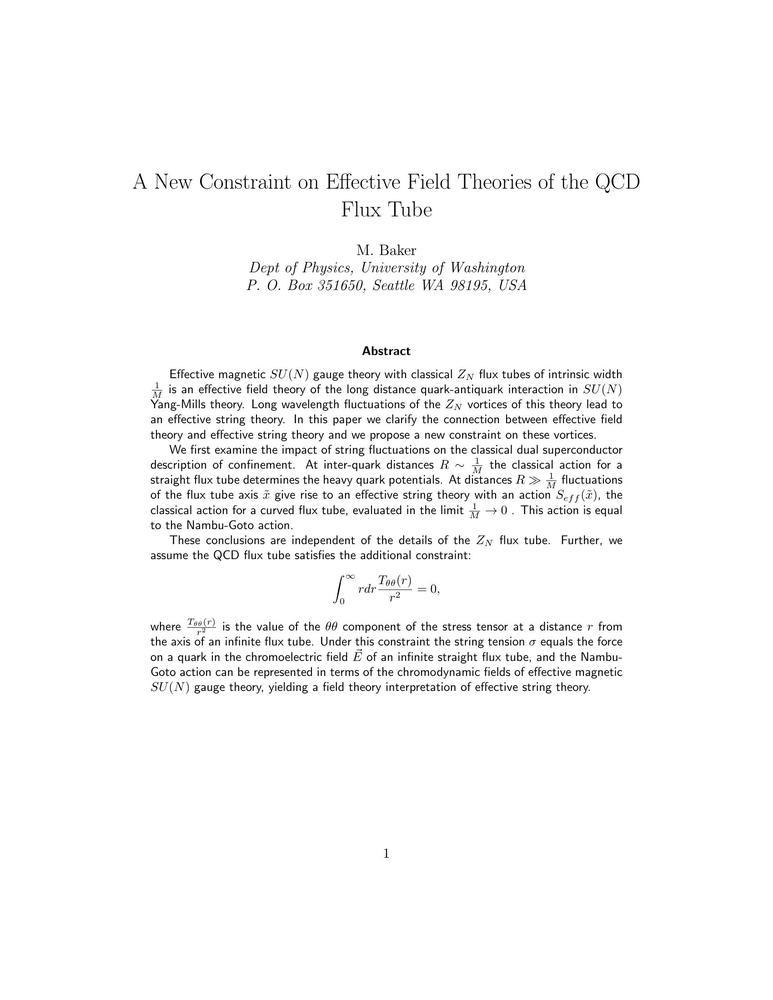 A New Constraint on Effective Field Theories of the QCD
Flux Tube
M. Baker
Dept of Physics, University of Washington
P. O. Box 351650, Seattle WA 98195, USA
Abstract
Effective magnetic $SU(N)$ gauge theory with classical $Z_N$ flux tubes of intrinsic width
$\frac{1}{M}$ is an effective field theory of the long distance quark-antiquark interaction in $SU(N)$
Yang-Mills theory. Long wavelength fluctuations of the $Z_N$ vortices of this theory lead to
an effective string theory. In this paper we clarify the connection between effective field
theory and effective string theory and we propose a new constraint on these vortices.
We first examine the impact of string fluctuations on the classical dual superconductor
description of confinement. At inter-quark distances $R \sim \frac{1}{M}$ the classical action for a
straight flux tube determines the heavy quark potentials. At distances $R \gg \frac{1}{M}$ fluctuations
of the flux tube axis $\tilde{x}$ give rise to an effective string theory with an action $S_{eff}(\tilde{x})$, the
classical action for a curved flux tube, evaluated in the limit $\frac{1}{M} \to 0$ . This action is equal
to the Nambu-Goto action.
These conclusions are independent of the details of the $Z_N$ flux tube. Further, we
assume the QCD flux tube satisfies the additional constraint:
$\int_0^\infty r dr \frac{T_{\theta\theta}(r)}{r^2} = 0,$
where $\frac{T_{\theta\theta}(r)}{r^2}$ is the value of the $\theta\theta$ component of the stress tensor at a distance $r$ from
the axis of an infinite flux tube. Under this constraint the string tension $\sigma$ equals the force
on a quark in the chromoelectric field $\vec{E}$ of an infinite straight flux tube, and the Nambu-
Goto action can be represented in terms of the chromodynamic fields of effective magnetic
$SU(N)$ gauge theory, yielding a field theory interpretation of effective string theory.
1